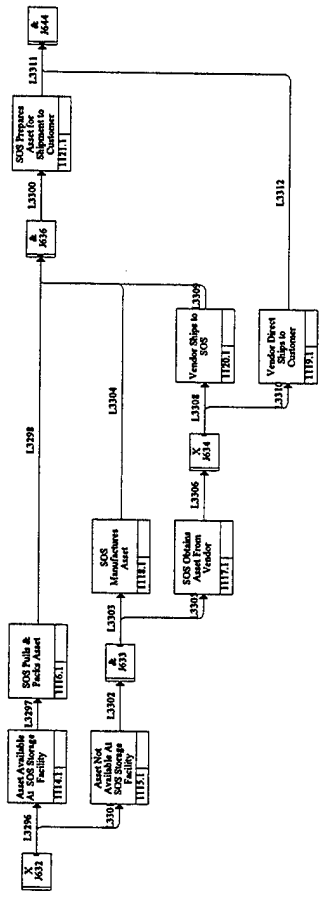 X
J632
L3296
L3301
Asset Available
At SOS Storage
Facility
1114.1
Asset Not
Available At
SOS Storage
Facility
1115.1
L3297
L3302
SOS Pulls &
Packs Asset
1116.1
&
J633
L3298
L3303
L3305
SOS
Manufactures
Asset
1118.1
SOS Obtains
Asset From
Vendor
1117.1
L3304
L3306
X
J634
L3308
L3310
Vendor Ships to
SOS
1120.1
Vendor Direct
Ships to
Customer
1119.1
L3309
L3312
&
J636
L3300
SOS Prepares
Asset for
Shipment to
Customer
1121.1
L3311
&
J644